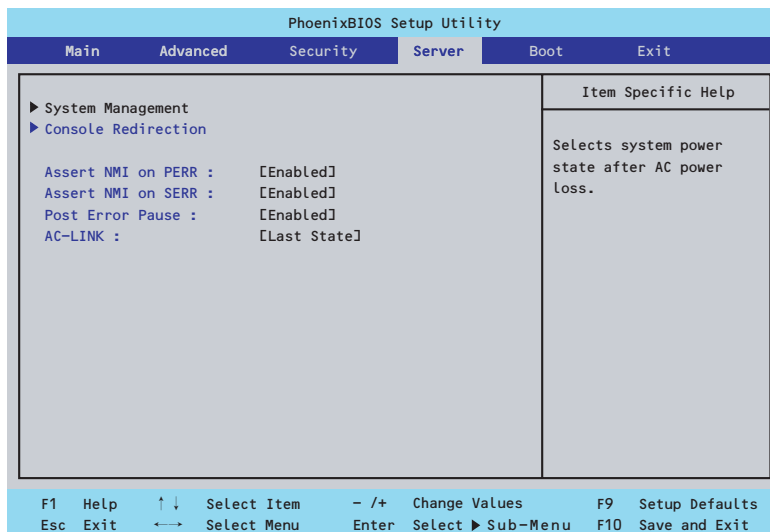 PhoenixBIOS Setup Utility
Main Advanced Security Server Boot Exit
▶ System Management
▶ Console Redirection
Assert NMI on PERR : [Enabled]
Assert NMI on SERR : [Enabled]
Post Error Pause : [Enabled]
AC-LINK : [Last State]
Item Specific Help
Selects system power
state after AC power
loss.
F1 Help ↑↓ Select Item - /+ Change Values F9 Setup Defaults
Esc Exit ←→ Select Menu Enter Select ▶ Sub-Menu F10 Save and Exit